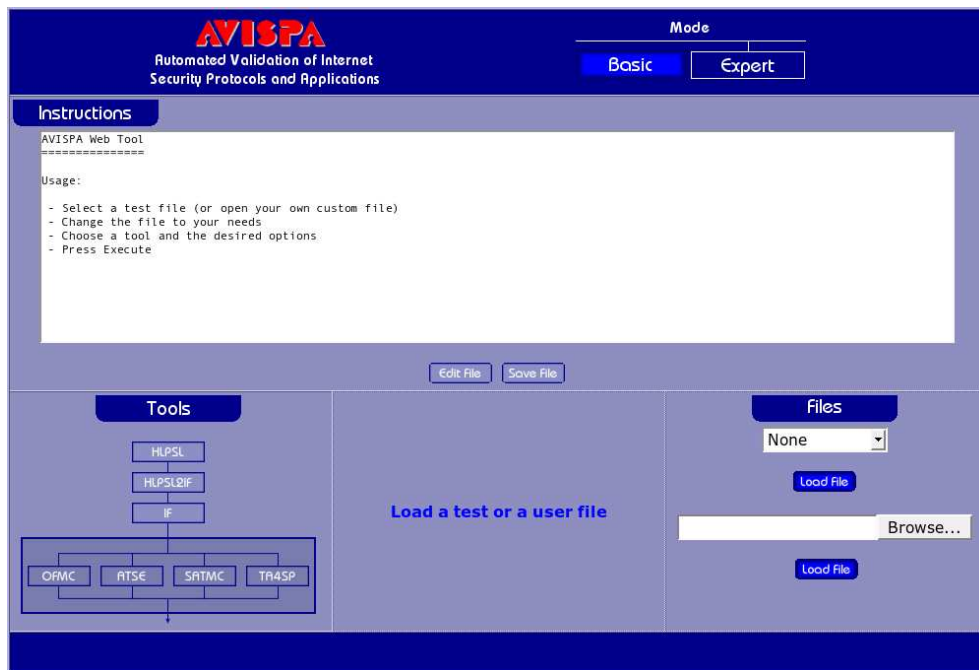 AVISPA
Automated Validation of Internet
Security Protocols and Applications
Mode
Basic
Expert
Instructions
AVISPA Web Tool
===============
Usage:
- Select a test file (or open your own custom file)
- Change the file to your needs
- Choose a tool and the desired options
- Press Execute
Edit File
Save File
Tools
HLPSL
HLPSL2IF
IF
OFMC
ATSE
SATMC
TA4SP
Load a test or a user file
Files
None
Load File
Browse...
Load File